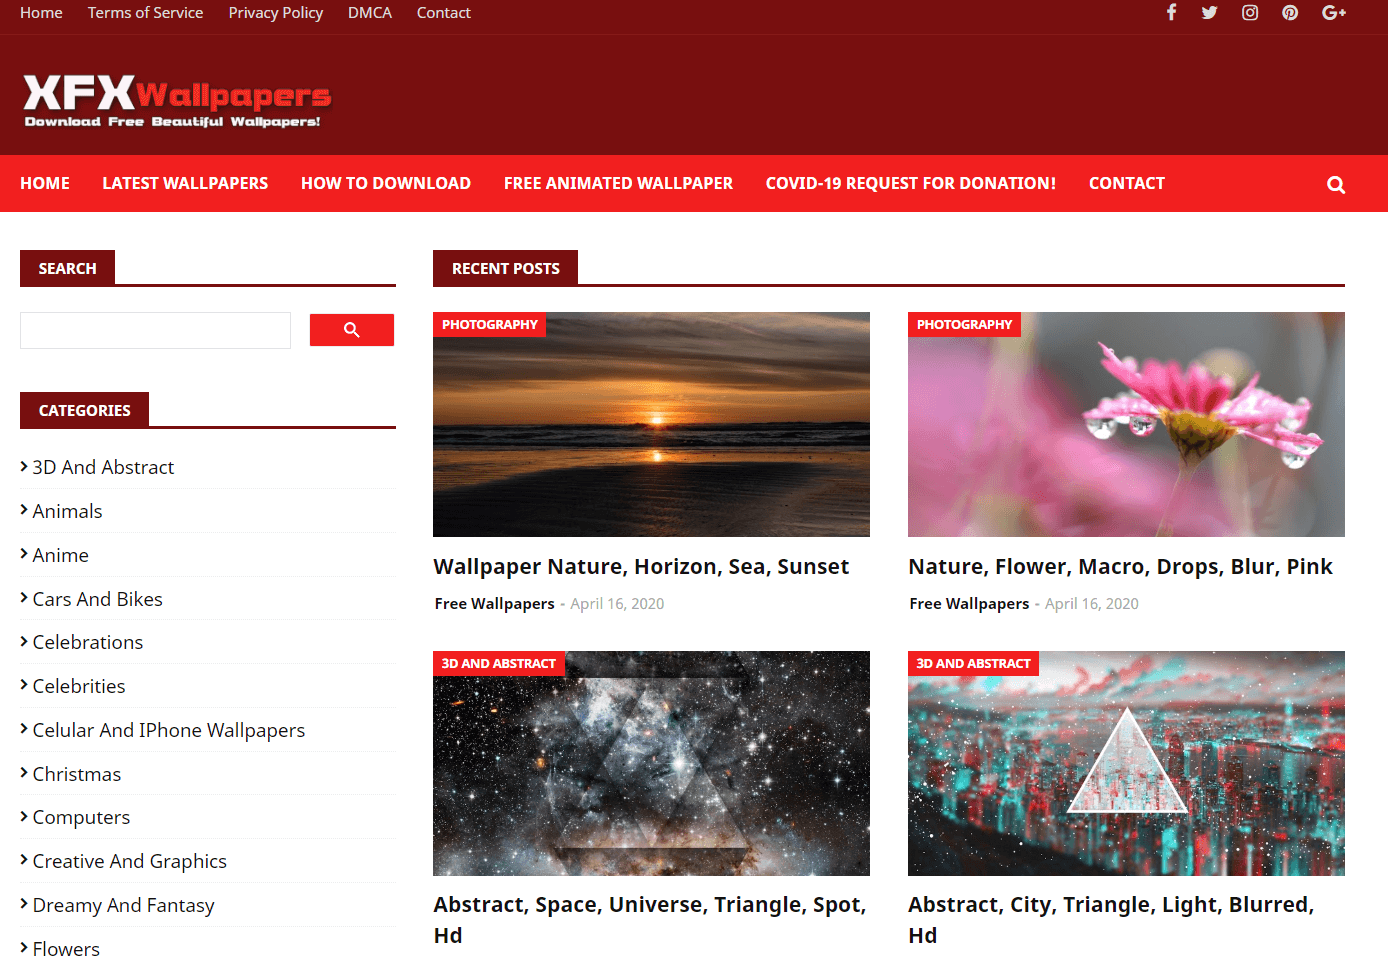 Home Terms of Service Privacy Policy DMCA Contact
XFXWallpapers
Download Free Beautiful Wallpapers!
HOME LATEST WALLPAPERS HOW TO DOWNLOAD FREE ANIMATED WALLPAPER COVID-19 REQUEST FOR DONATION! CONTACT
SEARCH
CATEGORIES
3D And Abstract
Animals
Anime
Cars And Bikes
Celebrations
Celebrities
Celular And IPhone Wallpapers
Christmas
Computers
Creative And Graphics
Dreamy And Fantasy
Flowers
RECENT POSTS
PHOTOGRAPHY
Wallpaper Nature, Horizon, Sea, Sunset
Free Wallpapers - April 16, 2020
PHOTOGRAPHY
Nature, Flower, Macro, Drops, Blur, Pink
Free Wallpapers - April 16, 2020
3D AND ABSTRACT
Abstract, Space, Universe, Triangle, Spot,
Hd
3D AND ABSTRACT
Abstract, City, Triangle, Light, Blurred,
Hd